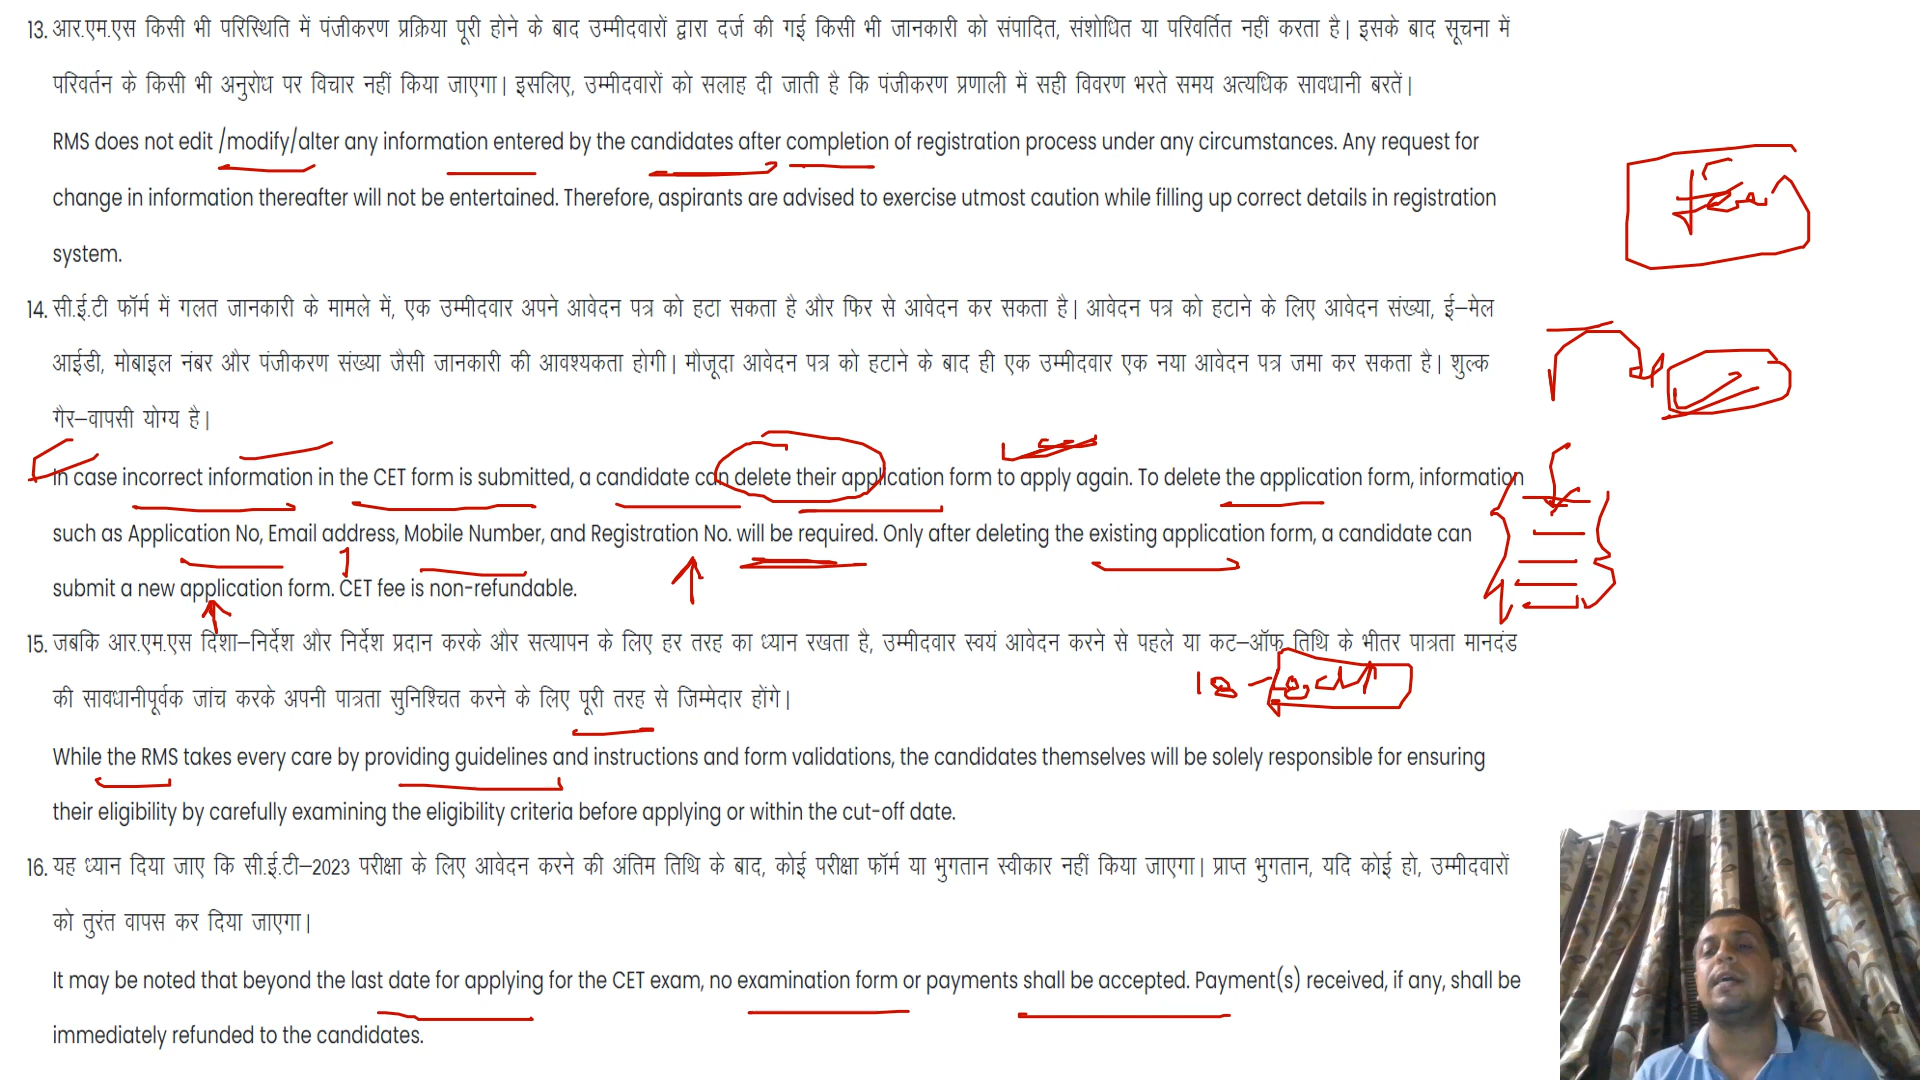 13. आर.एम.एस किसी भी परिस्थिति में पंजीकरण प्रक्रिया पूरी होने के बाद उम्मीदवारों द्वारा दर्ज की गई किसी भी जानकारी को संपादित, संशोधित या परिवर्तित नहीं करता है। इसके बाद सूचना में
परिवर्तन के किसी भी अनुरोध पर विचार नहीं किया जाएगा। इसलिए, उम्मीदवारों को सलाह दी जाती है कि पंजीकरण प्रणाली में सही विवरण भरते समय अत्यधिक सावधानी बरतें।
RMS does not edit /modify/alter any information entered by the candidates after completion of registration process under any circumstances. Any request for
change in information thereafter will not be entertained. Therefore, aspirants are advised to exercise utmost caution while filling up correct details in registration
system.
14. सी.ई.टी फॉर्म में गलत जानकारी के मामले में, एक उम्मीदवार अपने आवेदन पत्र को हटा सकता है और फिर से आवेदन कर सकता है। आवेदन पत्र को हटाने के लिए आवेदन संख्या, ई–मेल
आईडी, मोबाइल नंबर और पंजीकरण संख्या जैसी जानकारी की आवश्यकता होगी। मौजूदा आवेदन पत्र को हटाने के बाद ही एक उम्मीदवार एक नया आवेदन पत्र जमा कर सकता है। शुल्क
गैर–वापसी योग्य है।
In case incorrect information in the CET form is submitted, a candidate can delete their application form to apply again. To delete the application form, information
such as Application No, Email address, Mobile Number, and Registration No. will be required. Only after deleting the existing application form, a candidate can
submit a new application form. CET fee is non-refundable.
15. जबकि आर.एम.एस दिशा–निर्देश और निर्देश प्रदान करके और सत्यापन के लिए हर तरह का ध्यान रखता है, उम्मीदवार स्वयं आवेदन करने से पहले या कट–ऑफ तिथि के भीतर पात्रता मानदंड
की सावधानीपूर्वक जांच करके अपनी पात्रता सुनिश्चित करने के लिए पूरी तरह से जिम्मेदार होंगे।
While the RMS takes every care by providing guidelines and instructions and form validations, the candidates themselves will be solely responsible for ensuring
their eligibility by carefully examining the eligibility criteria before applying or within the cut-off date.
16. यह ध्यान दिया जाए कि सी.ई.टी–2023 परीक्षा के लिए आवेदन करने की अंतिम तिथि के बाद, कोई परीक्षा फॉर्म या भुगतान स्वीकार नहीं किया जाएगा। प्राप्त भुगतान, यदि कोई हो, उम्मीदवारों
को तुरंत वापस कर दिया जाएगा।
It may be noted that beyond the last date for applying for the CET exam, no examination form or payments shall be accepted. Payment(s) received, if any, shall be
immediately refunded to the candidates.